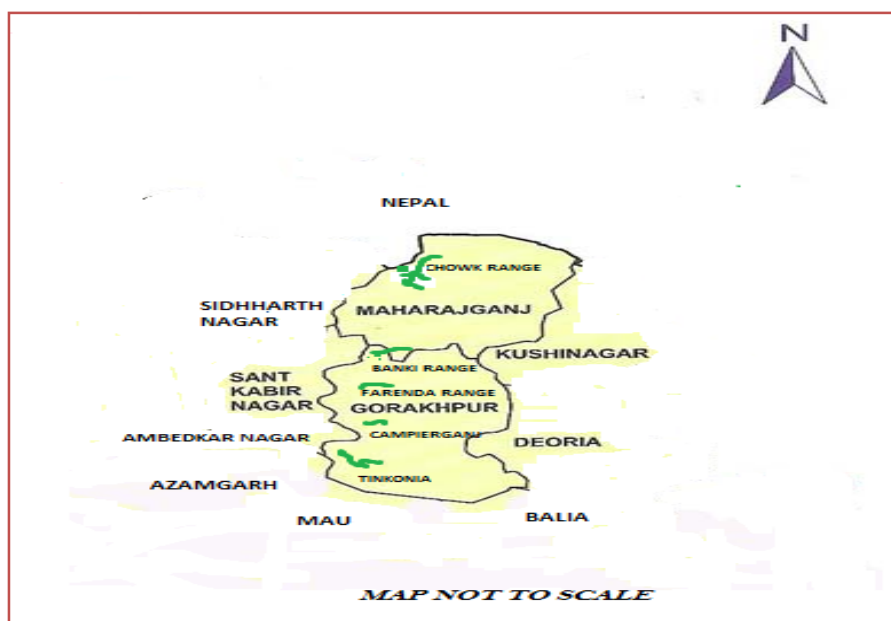 N
NEPAL
CHOWK RANGE
SIDHHARTH
NAGAR
MAHARAJGANJ
KUSHINAGAR
BANKI RANGE
SANT
KABIR
NAGAR
FARENDA RANGE
GORAKHPUR
AMBEDKAR NAGAR
CAMPIERGANJ
DEORIA
TINKONIA
AZAMGARH
MAU
BALIA
MAP NOT TO SCALE